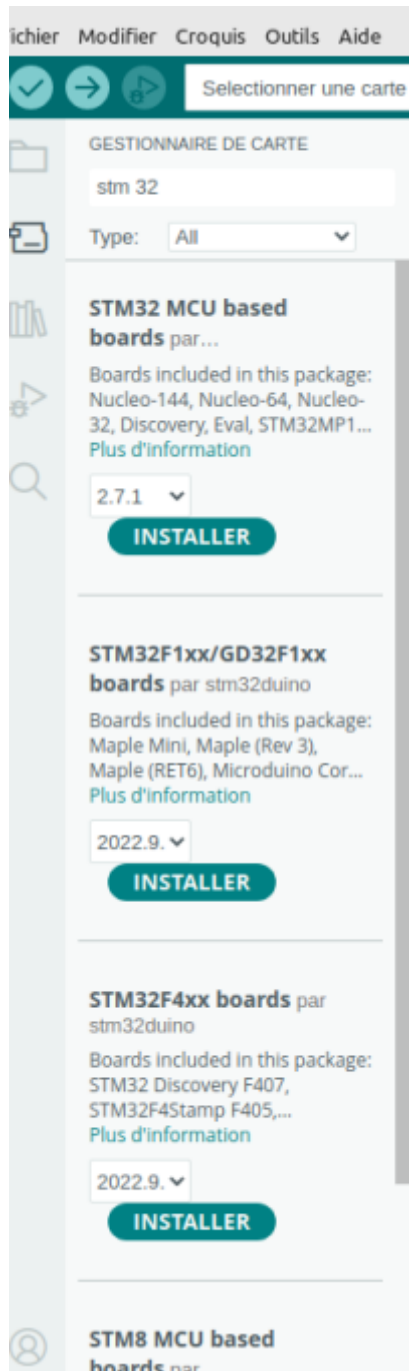 ichier Modifier Croquis Outils Aide
Selectionner une carte
GESTIONNAIRE DE CARTE
stm 32
Type: All
STM32 MCU based
boards par...
Boards included in this package:
Nucleo-144, Nucleo-64, Nucleo-
32, Discovery, Eval, STM32MP1...
Plus d'information
2.7.1
INSTALLER
STM32F1xx/GD32F1xx
boards par stm32duino
Boards included in this package:
Maple Mini, Maple (Rev 3),
Maple (RET6), Microduino Cor...
Plus d'information
2022.9.
INSTALLER
STM32F4xx boards par
stm32duino
Boards included in this package:
STM32 Discovery F407,
STM32F4Stamp F405,...
Plus d'information
2022.9.
INSTALLER
STM8 MCU based
boards par